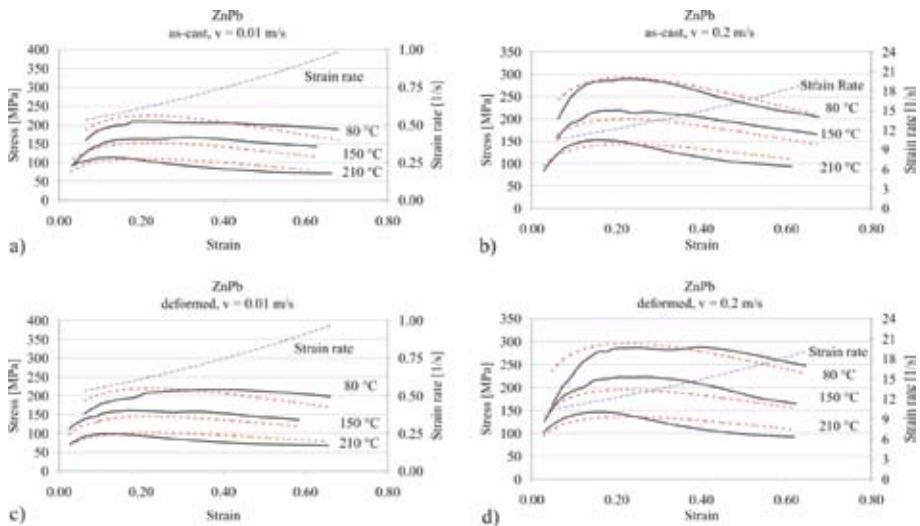 ZnPb
as-cast, v = 0.01 m/s
Stress [MPa]
400
350
300
250
200
150
100
50
0
Strain rate
80 °C
150 °C
210 °C
1.00
0.75
0.50
0.25
0.00
Strain rate [1/s]
0.00 0.20 0.40 0.60 0.80
Strain
a)
ZnPb
as-cast, v = 0.2 m/s
Stress [MPa]
350
300
250
200
150
100
50
0
Strain Rate
80 °C
150 °C
210 °C
24
21
18
15
12
9
6
3
0
Strain rate [1/s]
0.00 0.20 0.40 0.60 0.80
Strain
b)
ZnPb
deformed, v = 0.01 m/s
Stress [MPa]
400
350
300
250
200
150
100
50
0
Strain rate
80 °C
150 °C
210 °C
1.00
0.75
0.50
0.25
0.00
Strain rate [1/s]
0.00 0.20 0.40 0.60 0.80
Strain
c)
ZnPb
deformed, v = 0.2 m/s
Stress [MPa]
350
300
250
200
150
100
50
0
Strain rate
80 °C
150 °C
210 °C
24
21
18
15
12
9
6
3
0
Strain rate
0.00 0.20 0.40 0.60 0.80
Strain
d)